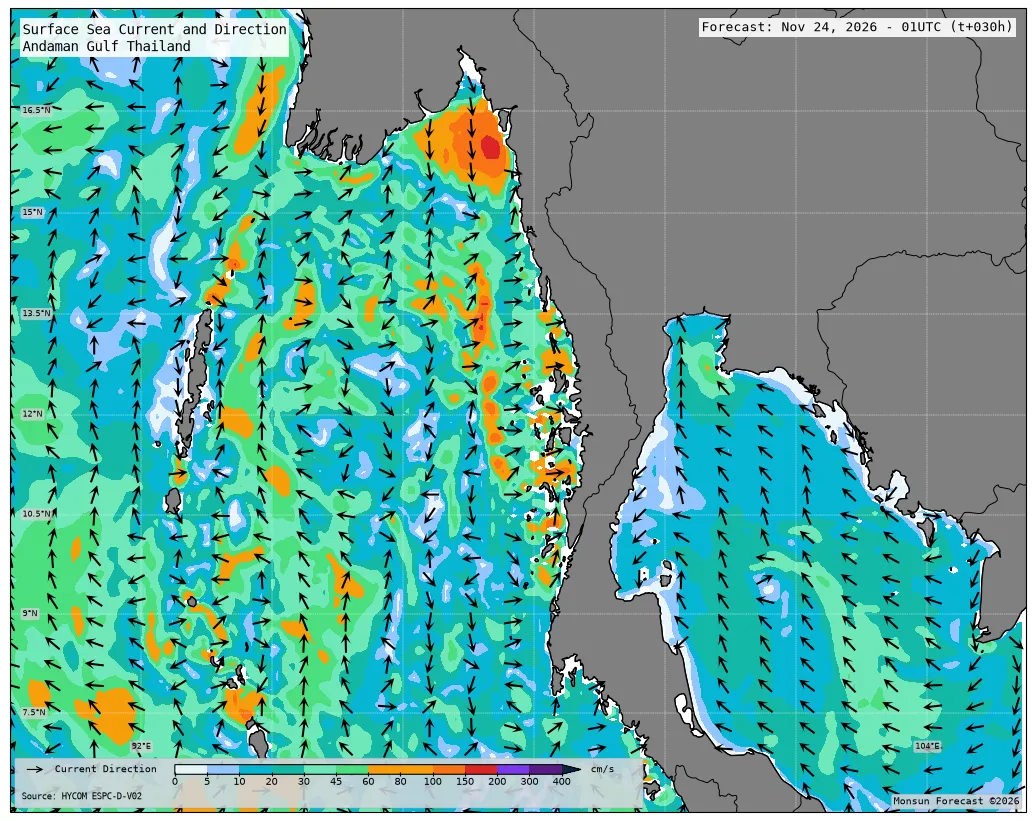 Surface Sea Current and Direction
Andaman Gulf Thailand
Forecast: Nov 24, 2026 - 01UTC (t+030h)
16.5°N
15°N
13.5°N
12°N
10.5°N
9°N
7.5°N
92°E
104°E
Current Direction
cm/s
0 5 10 20 30 45 60 80 100 150 200 300 400
Source: HYCOM ESPC-D-V02
Monsun Forecast ©2026